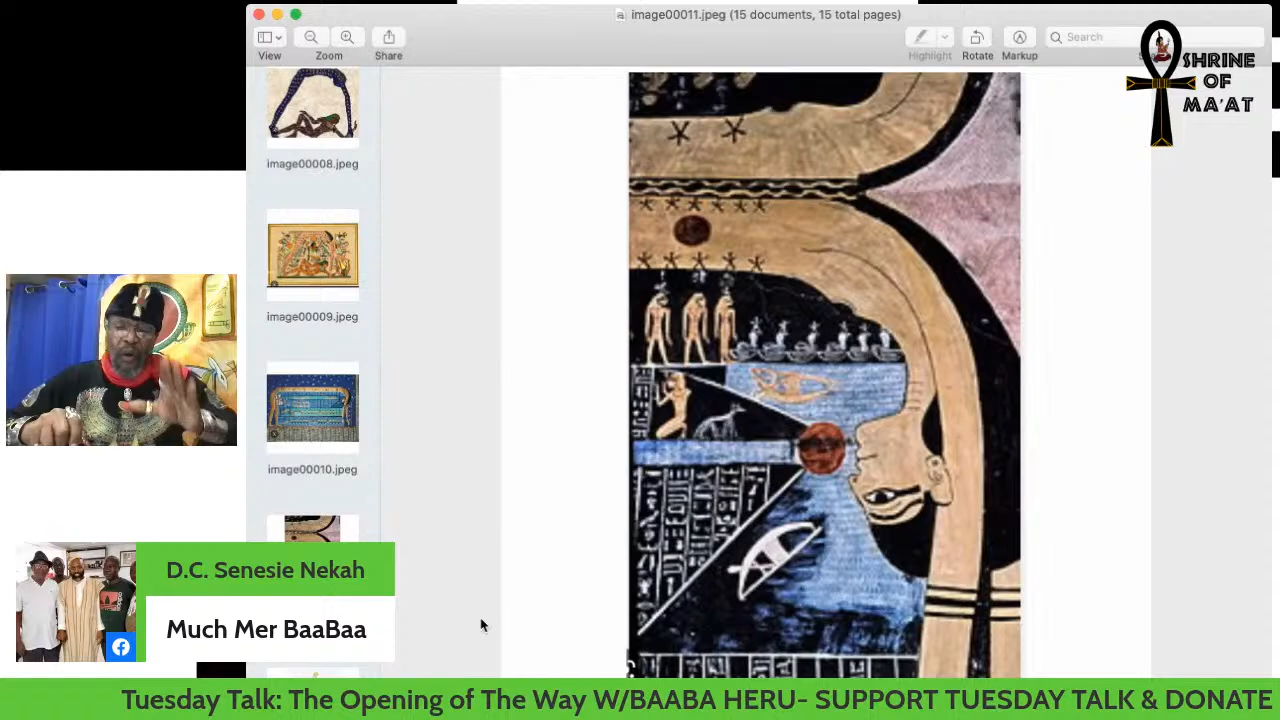 image00011.jpeg (15 documents, 15 total pages)
View
Zoom
Share
Highlight
Rotate
Markup
Search
SHRINE
OF
MA'AT
image00008.jpeg
image00009.jpeg
image00010.jpeg
D.C. Senesie Nekah
Much Mer BaaBaa
Tuesday Talk: The Opening of The Way W/BAABA HERU- SUPPORT TUESDAY TALK & DONATE